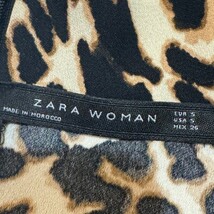 ZARA WOMAN
MADE IN MOROCCO
EUR S
USA S
MEX 26